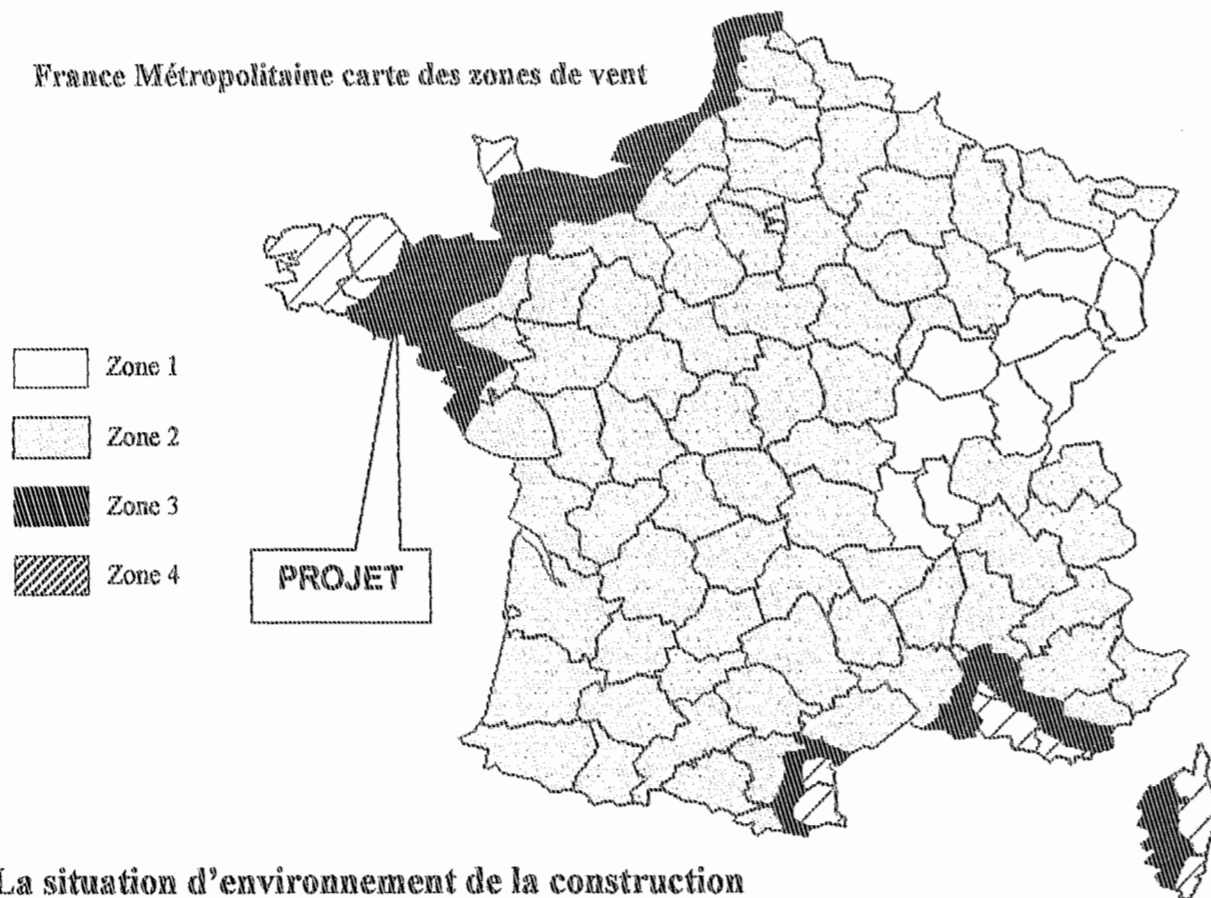 France Métropolitaine carte des zones de vent
Zone 1
Zone 2
Zone 3
Zone 4
PROJET
La situation d'environnement de la construction